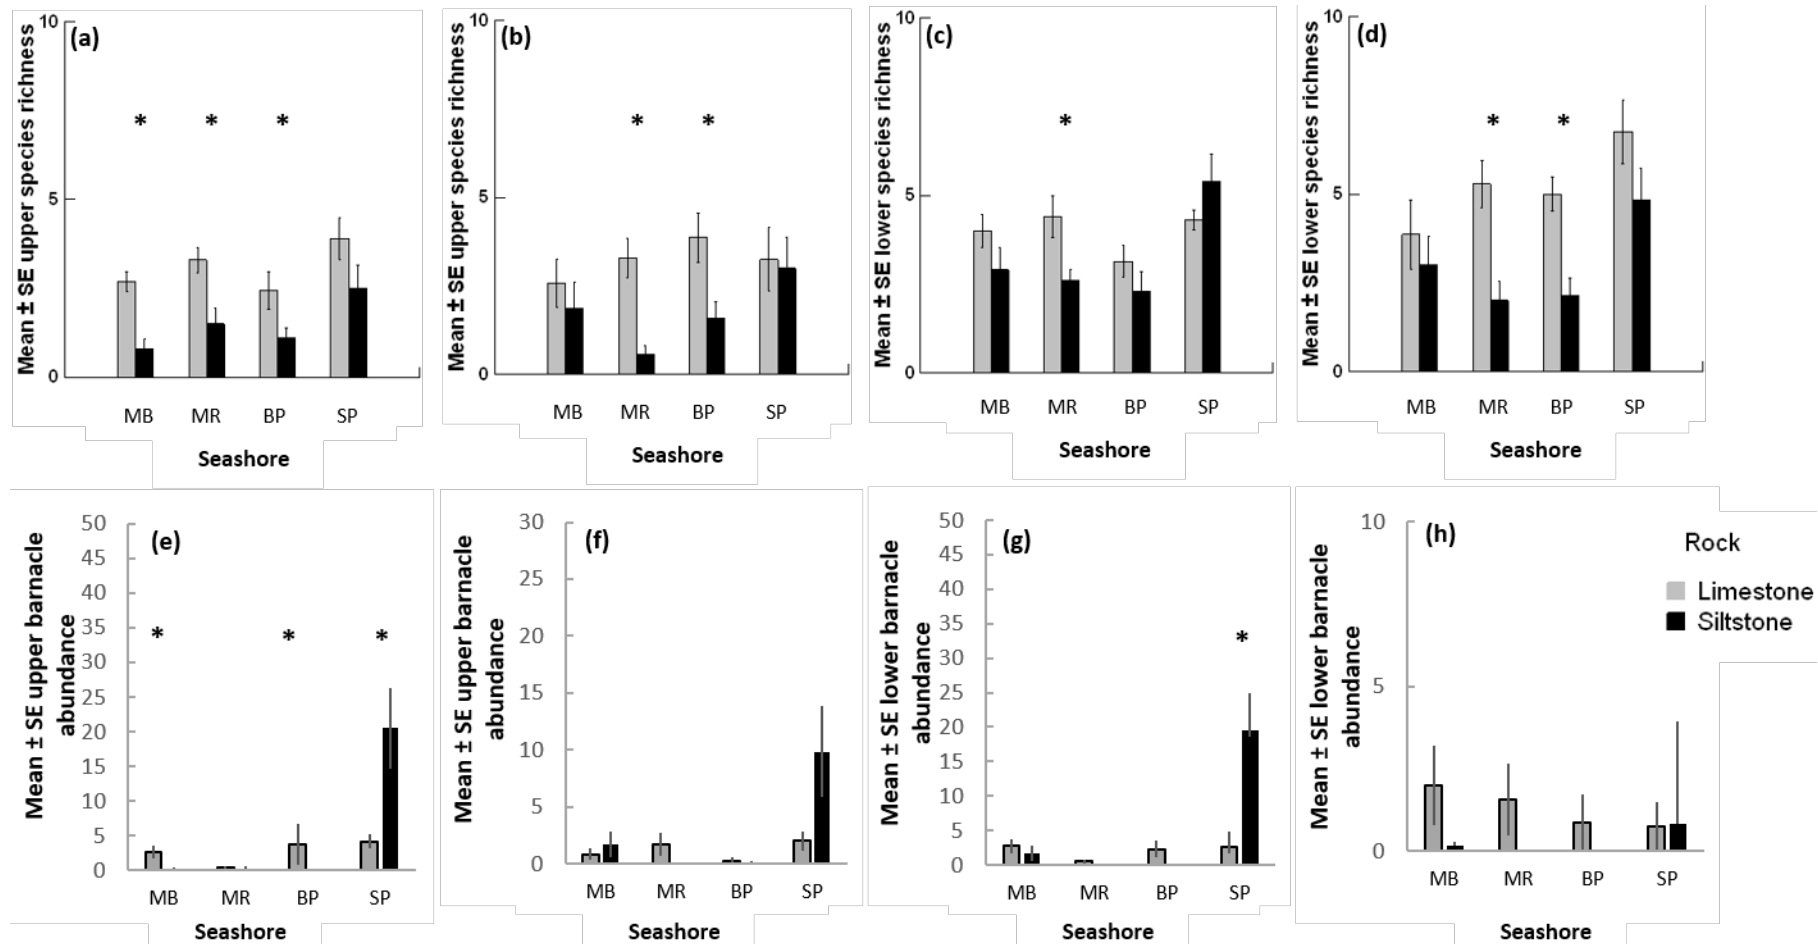 (a)
Mean ± SE upper species richness
10
5
0
*
*
*
MB
MR
BP
SP
Seashore
(b)
Mean ± SE upper species richness
10
5
0
*
*
MB
MR
BP
SP
Seashore
(c)
Mean ± SE lower species richness
10
5
0
*
MB
MR
BP
SP
Seashore
(d)
Mean ± SE lower species richness
10
5
0
*
*
MB
MR
BP
SP
Seashore
(e)
Mean ± SE upper barnacle
abundance
50
45
40
35
30
25
20
15
10
5
0
*
*
*
MB
MR
BP
SP
Seashore
(f)
Mean ± SE upper barnacle
abundance
30
25
20
15
10
5
0
MB
MR
BP
SP
Seashore
(g)
Mean ± SE lower barnacle
abundance
50
45
40
35
30
25
20
15
10
5
0
*
MB
MR
BP
SP
Seashore
(h)
Mean ± SE lower barnacle
abundance
10
5
0
MB
MR
BP
SP
Seashore
Rock
Limestone
Siltstone